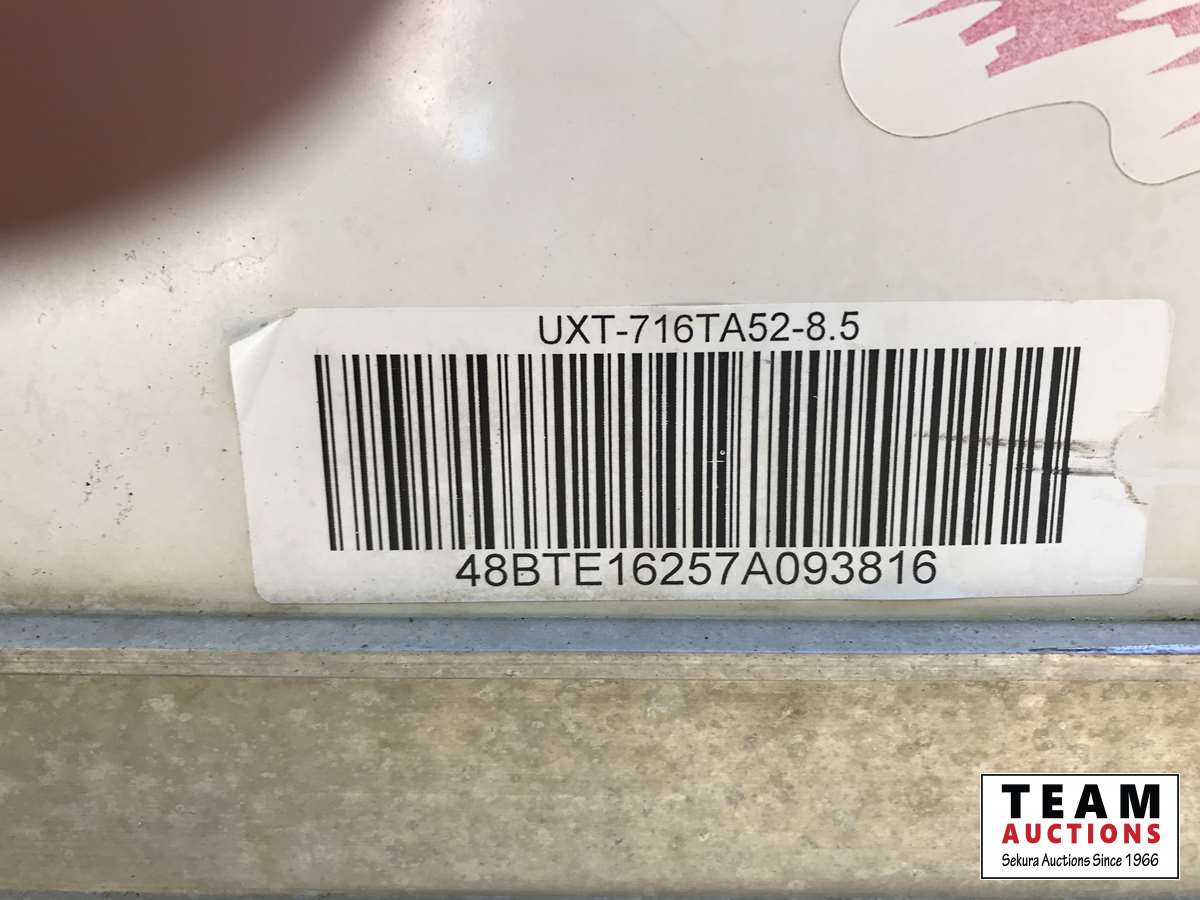 UXT-716TA52-8.5
48BTE16257A093816
TEAM
AUCTIONS
Sekura Auctions Since 1966